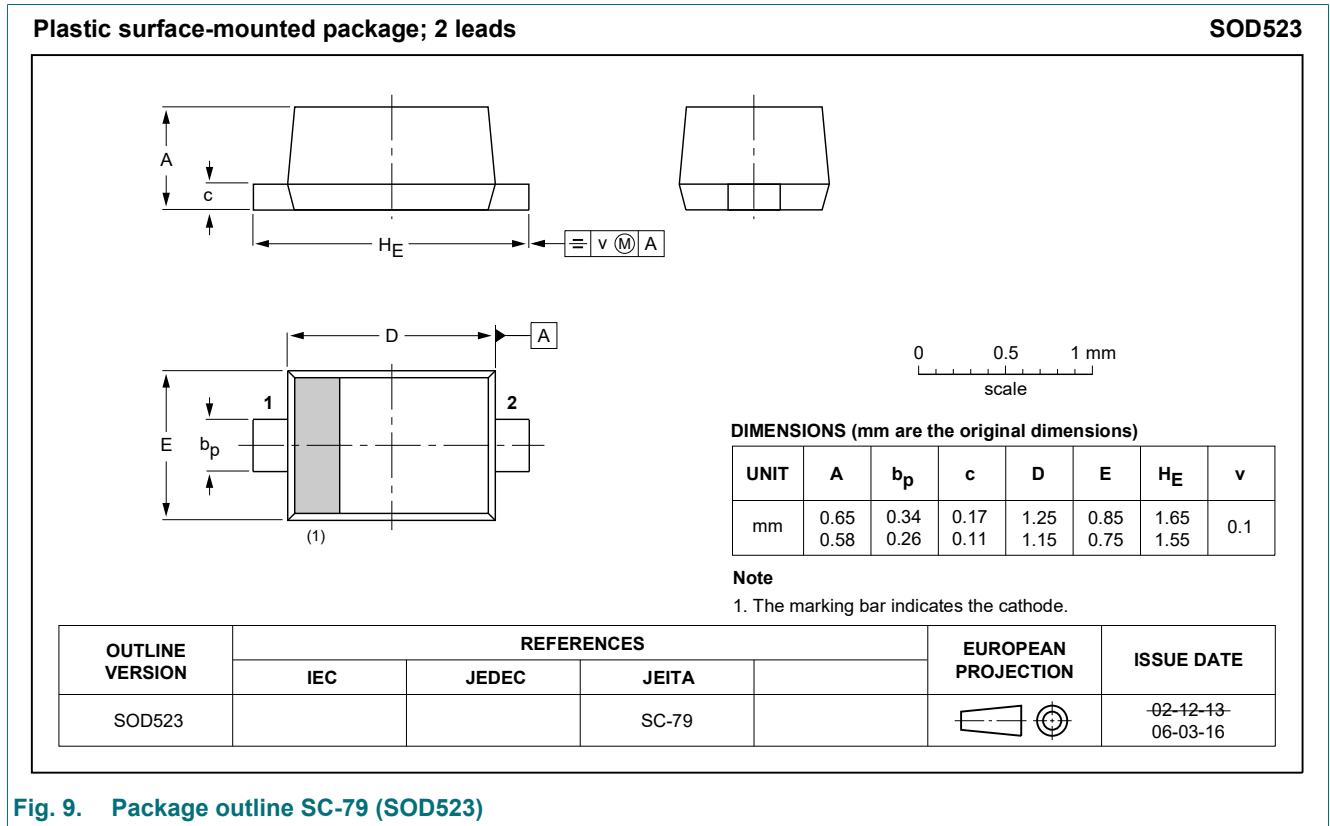 Plastic surface-mounted package; 2 leads SOD523
A
c
HE
v M A
D
A
1
2
E
bp
(1)
0 0.5 1 mm
scale
DIMENSIONS (mm are the original dimensions)
UNIT A bp c D E HE v
mm 0.65 0.34 0.17 1.25 0.85 1.65 0.1
0.58 0.26 0.11 1.15 0.75 1.55
Note
1. The marking bar indicates the cathode.
OUTLINE VERSION REFERENCES EUROPEAN PROJECTION ISSUE DATE
IEC JEDEC JEITA
SOD523 SC-79 02-12-13
06-03-16
Fig. 9. Package outline SC-79 (SOD523)